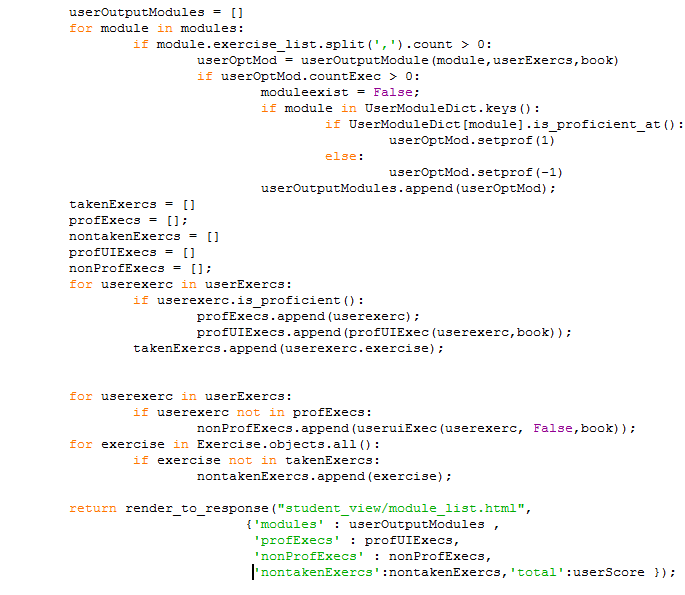 userOutputModules = []
for module in modules:
        if module.exercise_list.split(',').count > 0:
                userOptMod = userOutputModule(module,userExercs,book)
                if userOptMod.countExec > 0:
                        moduleexist = False;
                        if module in UserModuleDict.keys():
                                if UserModuleDict[module].is_proficient_at():
                                        userOptMod.setprof(1)
                                else:
                                        userOptMod.setprof(-1)
                        userOutputModules.append(userOptMod);
takenExercs = []
profExecs = [];
nontakenExercs = []
profUIExecs = []
nonProfExecs = [];
for userexerc in userExercs:
        if userexerc.is_proficient():
                profExecs.append(userexerc);
                profUIExecs.append(profUIExec(userexerc,book));
        takenExercs.append(userexerc.exercise);
for userexerc in userExercs:
        if userexerc not in profExecs:
                nonProfExecs.append(useruiExec(userexerc, False,book));
for exercise in Exercise.objects.all():
        if exercise not in takenExercs:
                nontakenExercs.append(exercise);
return render_to_response("student_view/module_list.html",
                      {'modules' : userOutputModules ,
                       'profExecs' : profUIExecs,
                       'nonProfExecs' : nonProfExecs,
                       'nontakenExercs':nontakenExercs,'total':userScore });